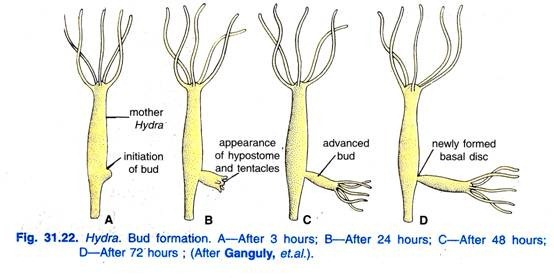 mother
Hydra
initiation
of bud
appearance
of hypostome
and tentacles
advanced
bud
newly formed
basal disc
A
B
C
D
Fig. 31.22. Hydra. Bud formation. A—After 3 hours; B—After 24 hours; C—After 48 hours;
D—After 72 hours ; (After Ganguly, et.al.).